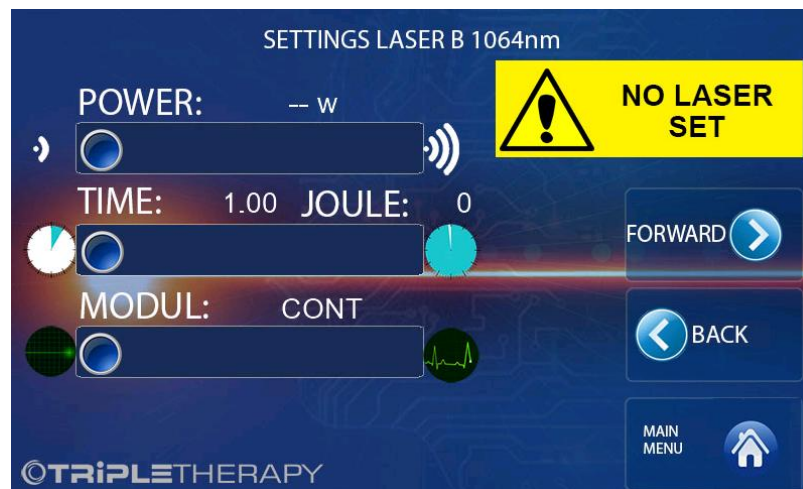 SETTINGS LASER B 1064nm
POWER: -- W
NO LASER
SET
TIME: 1.00 JOULE: 0
FORWARD
MODUL: CONT
BACK
MAIN
MENU
TRiPLETHERAPY